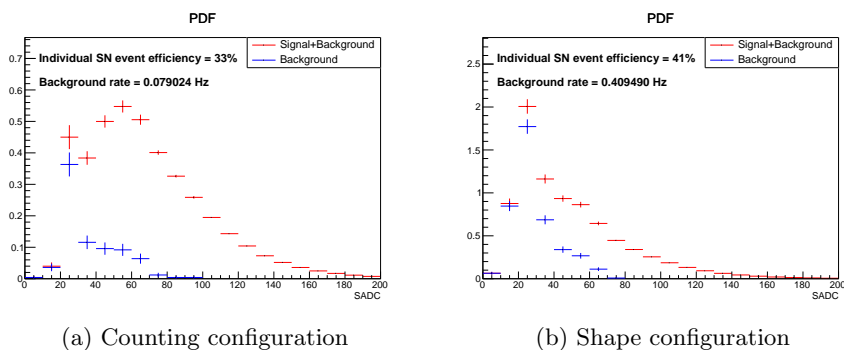 PDF
Signal+Background
Background
Individual SN event efficiency = 33%
Background rate = 0.079024 Hz
0.7
0.6
0.5
0.4
0.3
0.2
0.1
0
0 20 40 60 80 100 120 140 160 180 200
SADC
(a) Counting configuration
PDF
Signal+Background
Background
Individual SN event efficiency = 41%
Background rate = 0.409490 Hz
2.5
2
1.5
1
0.5
0
0 20 40 60 80 100 120 140 160 180 200
SADC
(b) Shape configuration